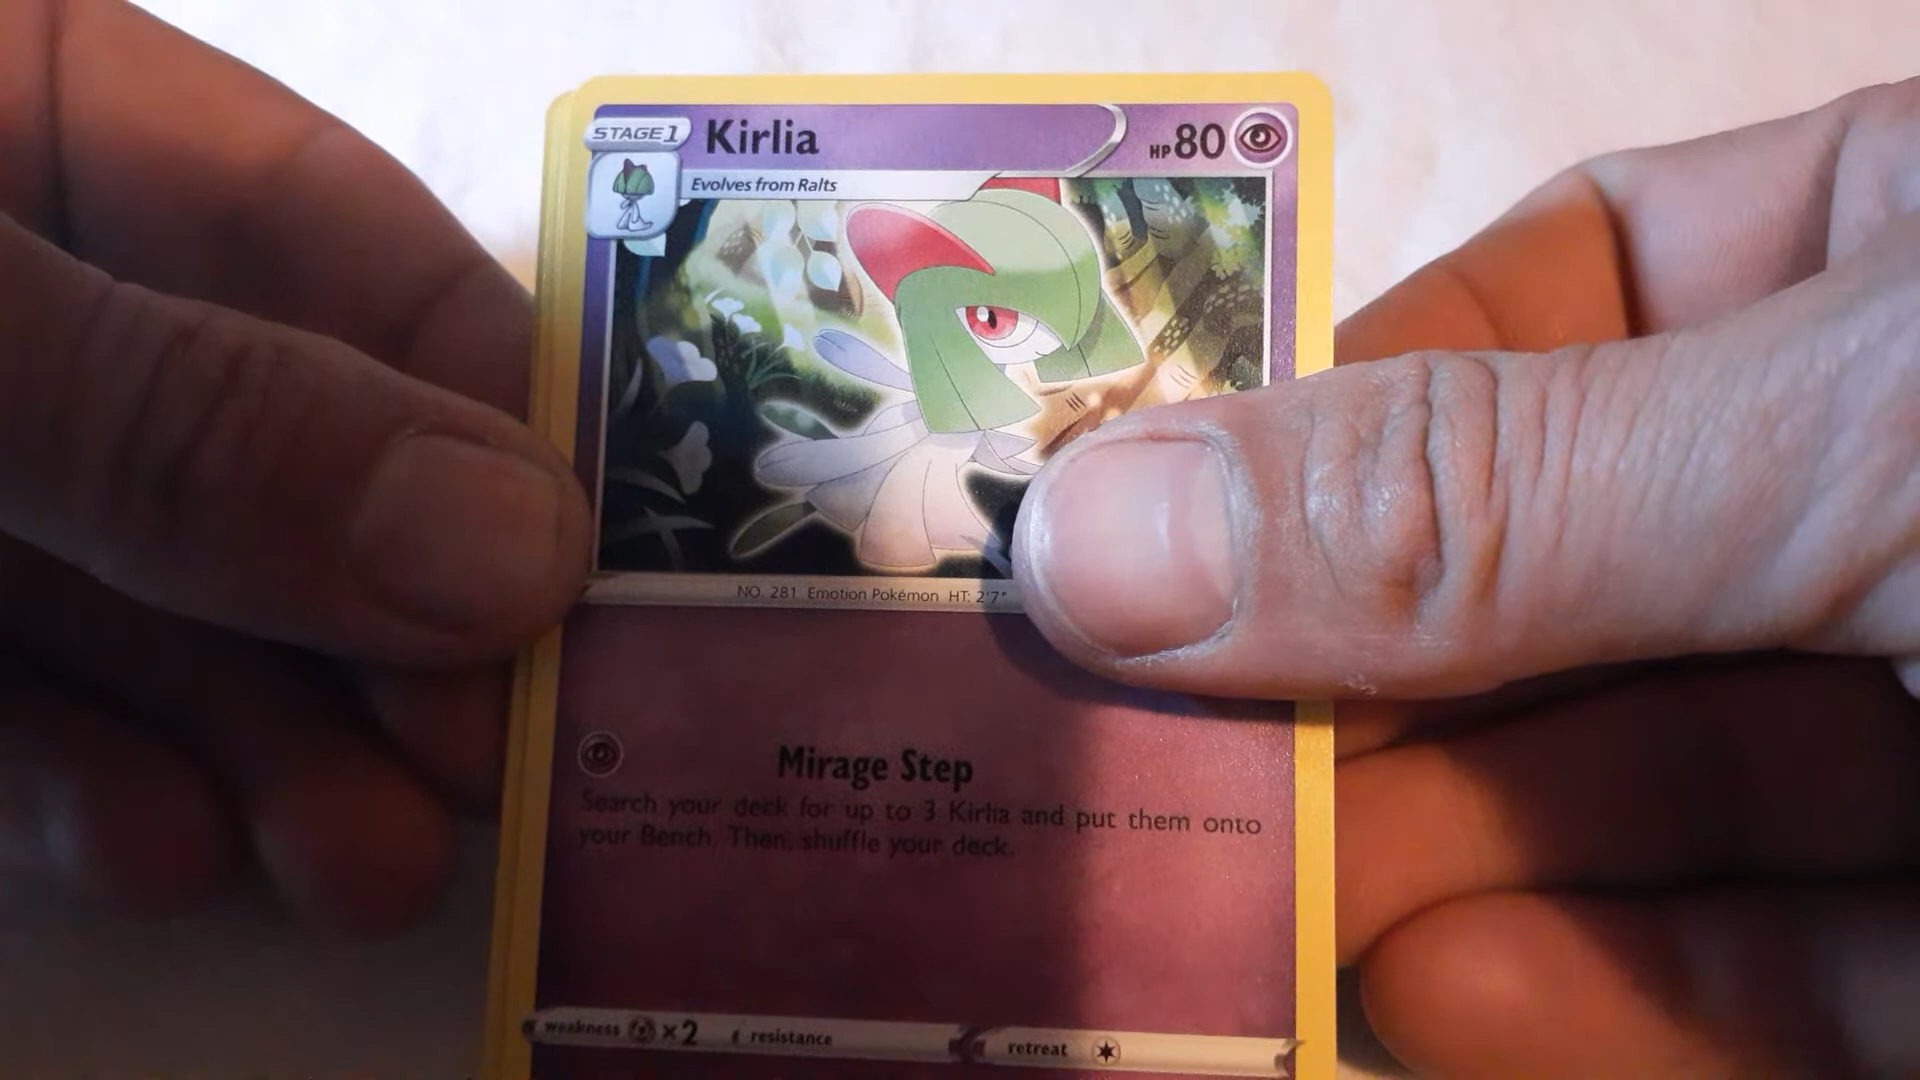 STAGE 1 Kirlia HP 80
Evolves from Ralts
NO. 281 Emotion Pokémon HT: 2'7"
Mirage Step
Search your deck for up to 3 Kirlia and put them onto
your Bench. Then, shuffle your deck.
weakness ×2 resistance retreat